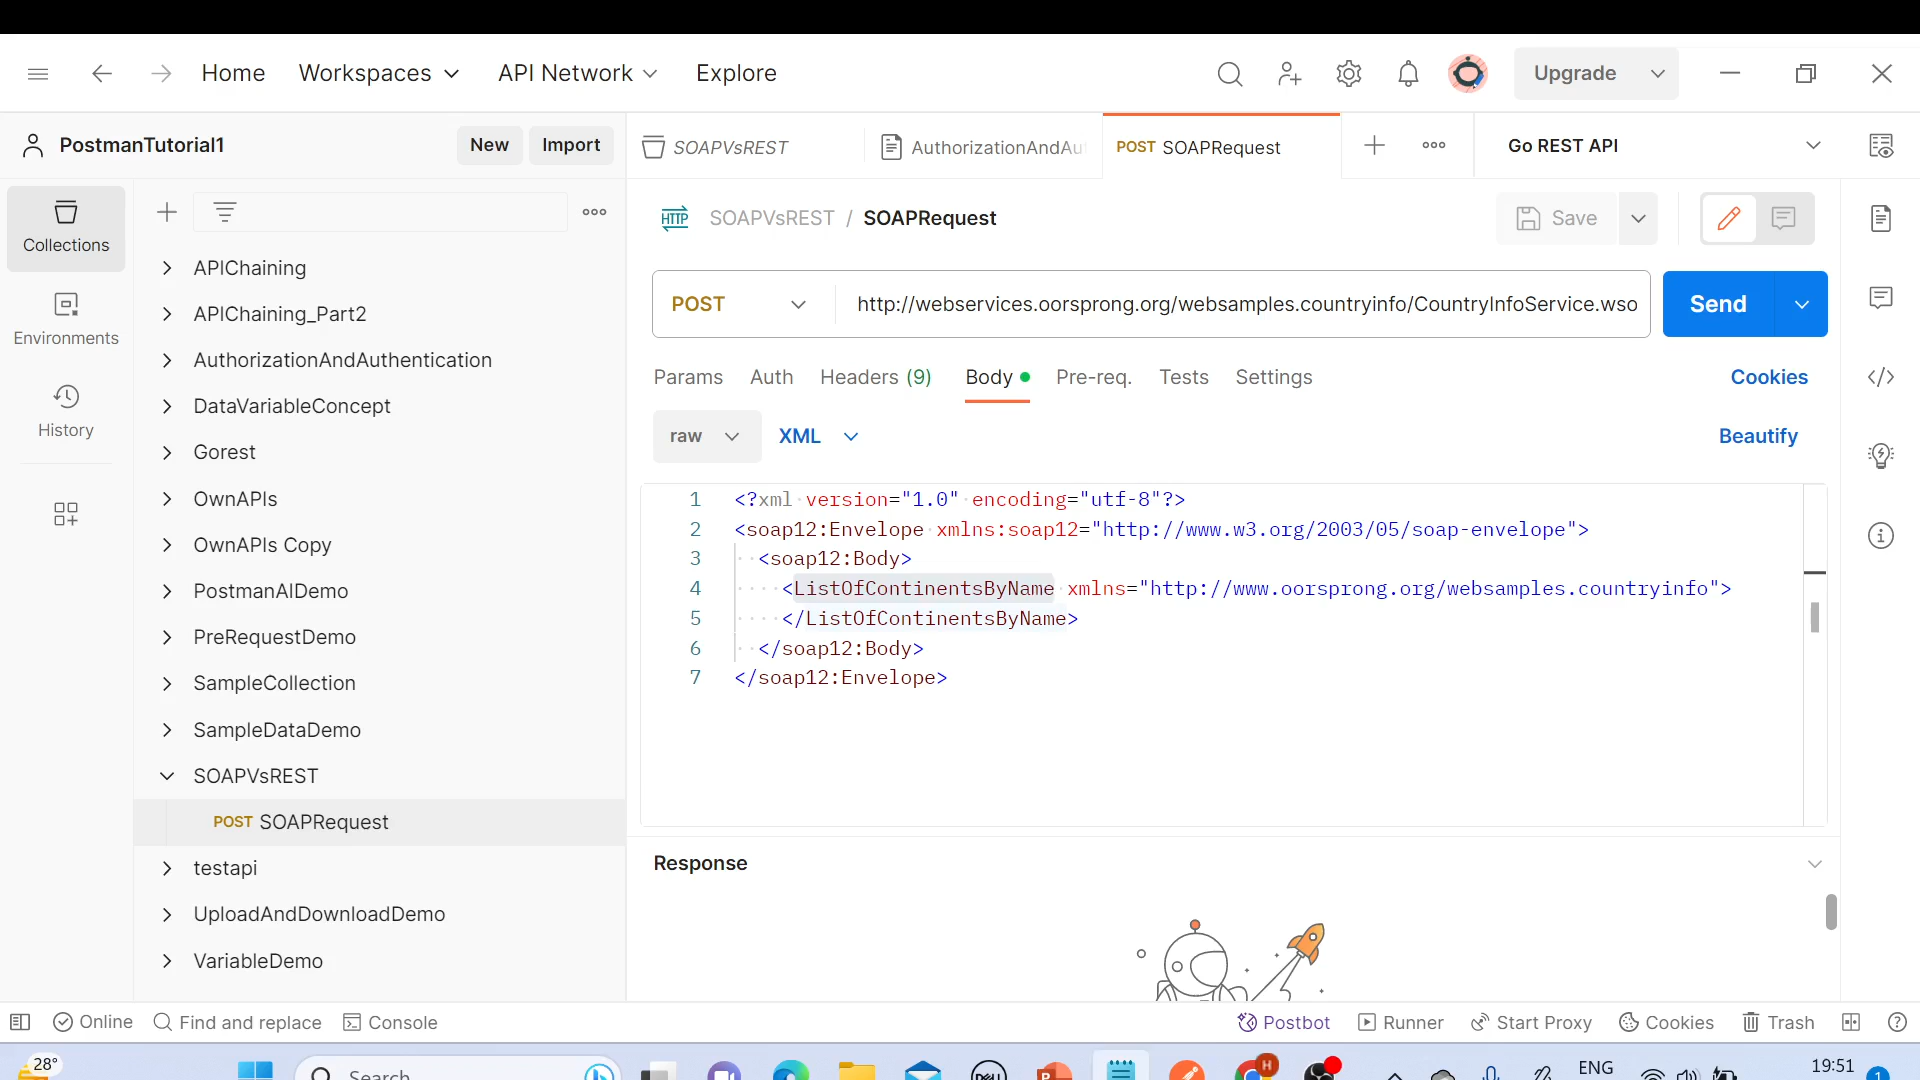 Home Workspaces API Network Explore Upgrade
PostmanTutorial1 New Import SOAPVsREST AuthorizationAndAu POST SOAPRequest Go REST API
Collections
Environments
History
APIChaining
APIChaining_Part2
AuthorizationAndAuthentication
DataVariableConcept
Gorest
OwnAPIs
OwnAPIs Copy
PostmanAIDemo
PreRequestDemo
SampleCollection
SampleDataDemo
SOAPVsREST
POST SOAPRequest
testapi
UploadAndDownloadDemo
VariableDemo
HTTP SOAPVsREST / SOAPRequest Save
POST http://webservices.oorsprong.org/websamples.countryinfo/CountryInfoService.wso Send
Params Auth Headers (9) Body Pre-req. Tests Settings Cookies
raw XML Beautify
1 <?xml version="1.0" encoding="utf-8"?>
2 <soap12:Envelope xmlns:soap12="http://www.w3.org/2003/05/soap-envelope">
3 <soap12:Body>
4 <ListOfContinentsByName xmlns="http://www.oorsprong.org/websamples.countryinfo">
5 </ListOfContinentsByName>
6 </soap12:Body>
7 </soap12:Envelope>
Response
Online Find and replace Console Postbot Runner Start Proxy Cookies Trash
28° Search DELL P H ENG 19:51 1